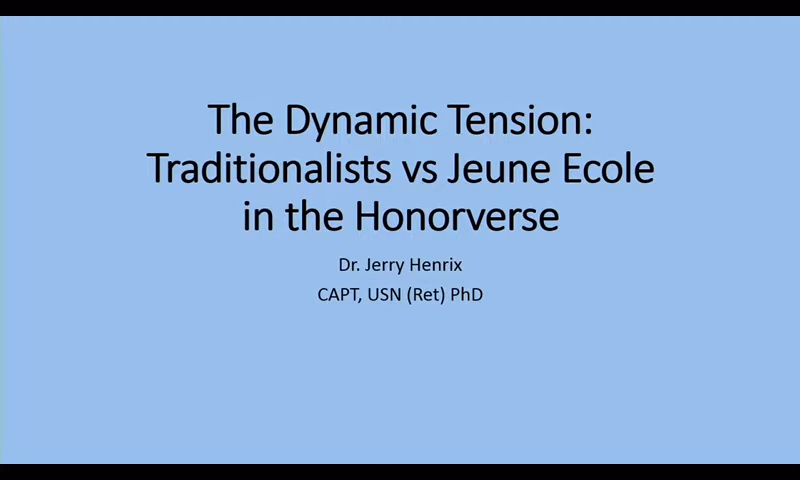 The Dynamic Tension:
Traditionalists vs Jeune Ecole
in the Honorverse
Dr. Jerry Henrix
CAPT, USN (Ret) PhD